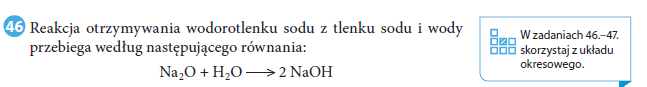 46 Reakcja otrzymywania wodorotlenku sodu z tlenku sodu i wody
przebiega według następującego równania:
Na₂O + H₂O ⟶ 2 NaOH
W zadaniach 46.–47.
skorzystaj z układu
okresowego.